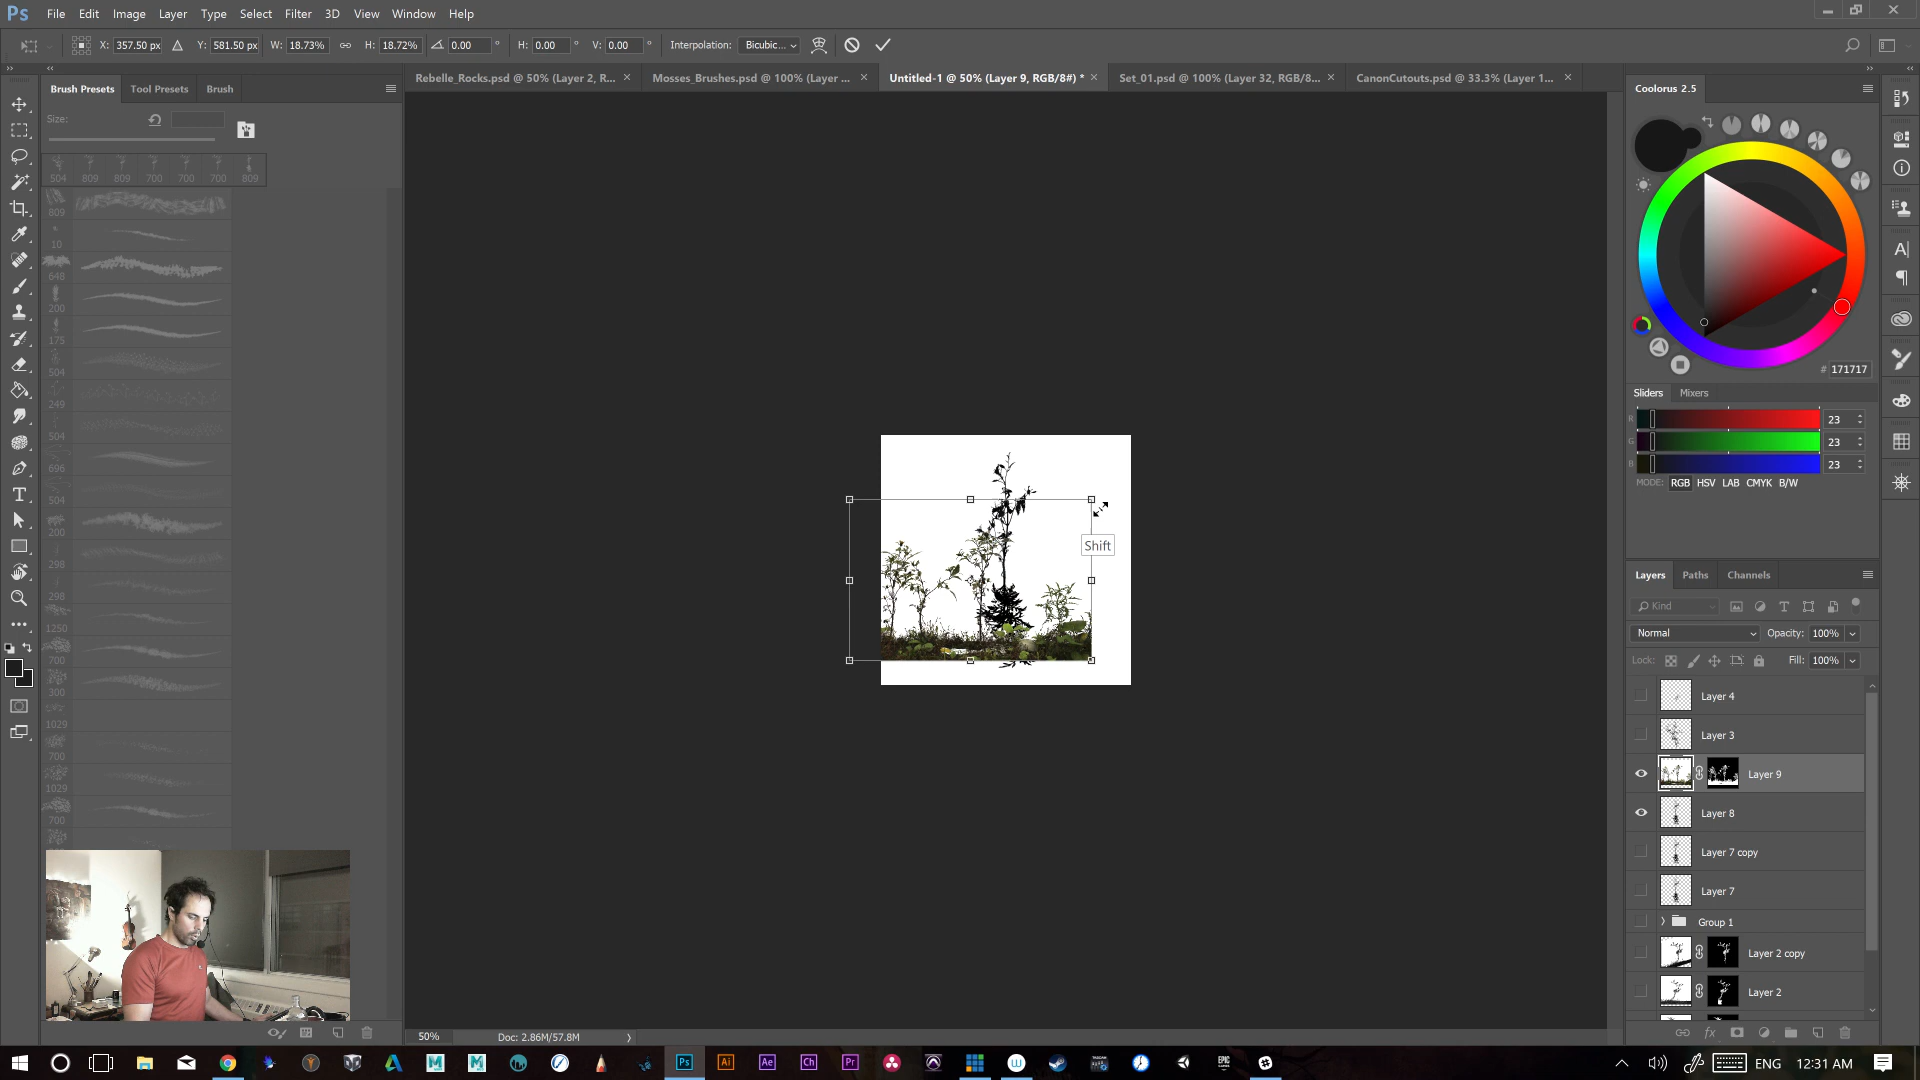 Ps File Edit Image Layer Type Select Filter 3D View Window Help
X: 357.50 px Y: 581.50 px W: 18.73% H: 18.72% 0.00 ° H: 0.00 ° V: 0.00 ° Interpolation: Bicubic...
Rebelle_Rocks.psd @ 50% (Layer 2, R... × Mosses_Brushes.psd @ 100% (Layer ... × Untitled-1 @ 50% (Layer 9, RGB/8#) * × Set_01.psd @ 100% (Layer 32, RGB/8... × CanonCutouts.psd @ 33.3% (Layer 1... ×
Brush Presets Tool Presets Brush
Size:
504 809 809 700 700 700 809
809
10
648
200
175
504
249
504
696
504
200
298
298
1250
700
300
1029
700
1029
700
Shift
50% Doc: 2.86M/57.8M
Coolorus 2.5
# 171717
Sliders Mixers
R 23
G 23
B 23
MODE: RGB HSV LAB CMYK B/W
Layers Paths Channels
Kind
Normal Opacity: 100%
Lock: Fill: 100%
Layer 4
Layer 3
Layer 9
Layer 8
Layer 7 copy
Layer 7
Group 1
Layer 2 copy
Layer 2
fx
Ps Ai Ae Ch Pr ENG 12:31 AM